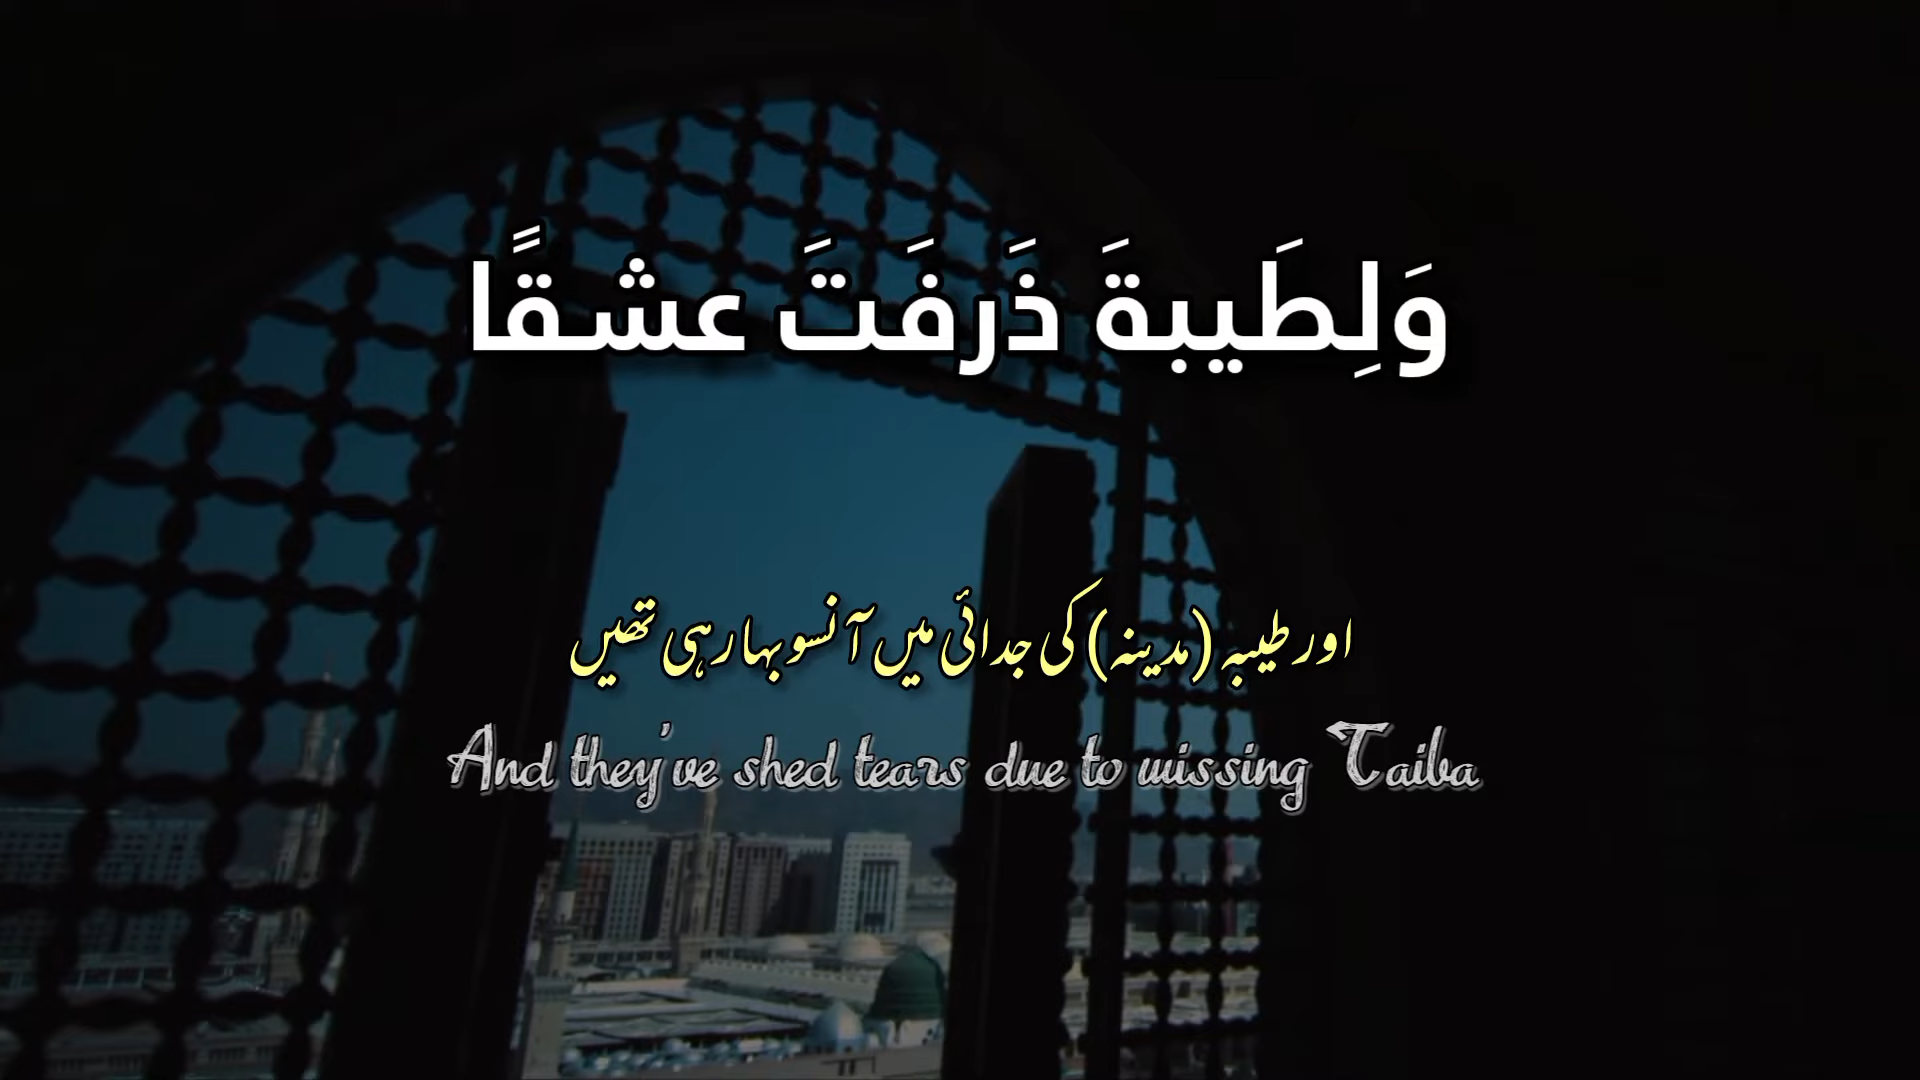 وَلِطَيبةَ ذَرفَتَ عشقًا
اور طیبہ (مدینہ) کی جدائی میں آنسو بہا رہی تھیں
And they've shed tears due to missing Taiba